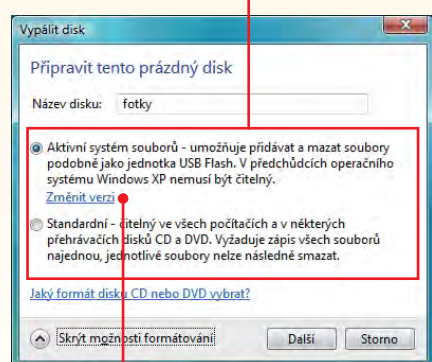 Vypálit disk
Připravit tento prázdný disk
Název disku: fotky
Aktivní systém souborů - umožňuje přidávat a mazat soubory
podobně jako jednotka USB Flash. V předchůdcích operačního
systému Windows XP nemusí být čitelný.
Změnit verzi
Standardní - čitelný ve všech počítačích a v některých
přehrávačích disků CD a DVD. Vyžaduje zápis všech souborů
najednou, jednotlivé soubory nelze následně smazat.
Jaký formát disku CD nebo DVD vybrat?
Skrýt možnosti formátování Další Storno